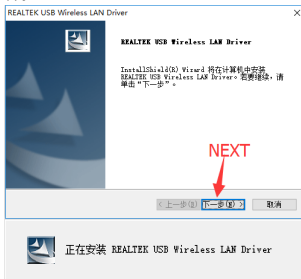 REALTEK USB Wireless LAN Driver
REALTEK USB Wireless LAN Driver
InstallShield(R) Wizard 将在计算机中安装
REALTEK USB Wireless LAN Driver。若要继续，请
单击“下一步”。
NEXT
<上一步(B) 下一步(N) > 取消
正在安装 REALTEK USB Wireless LAN Driver